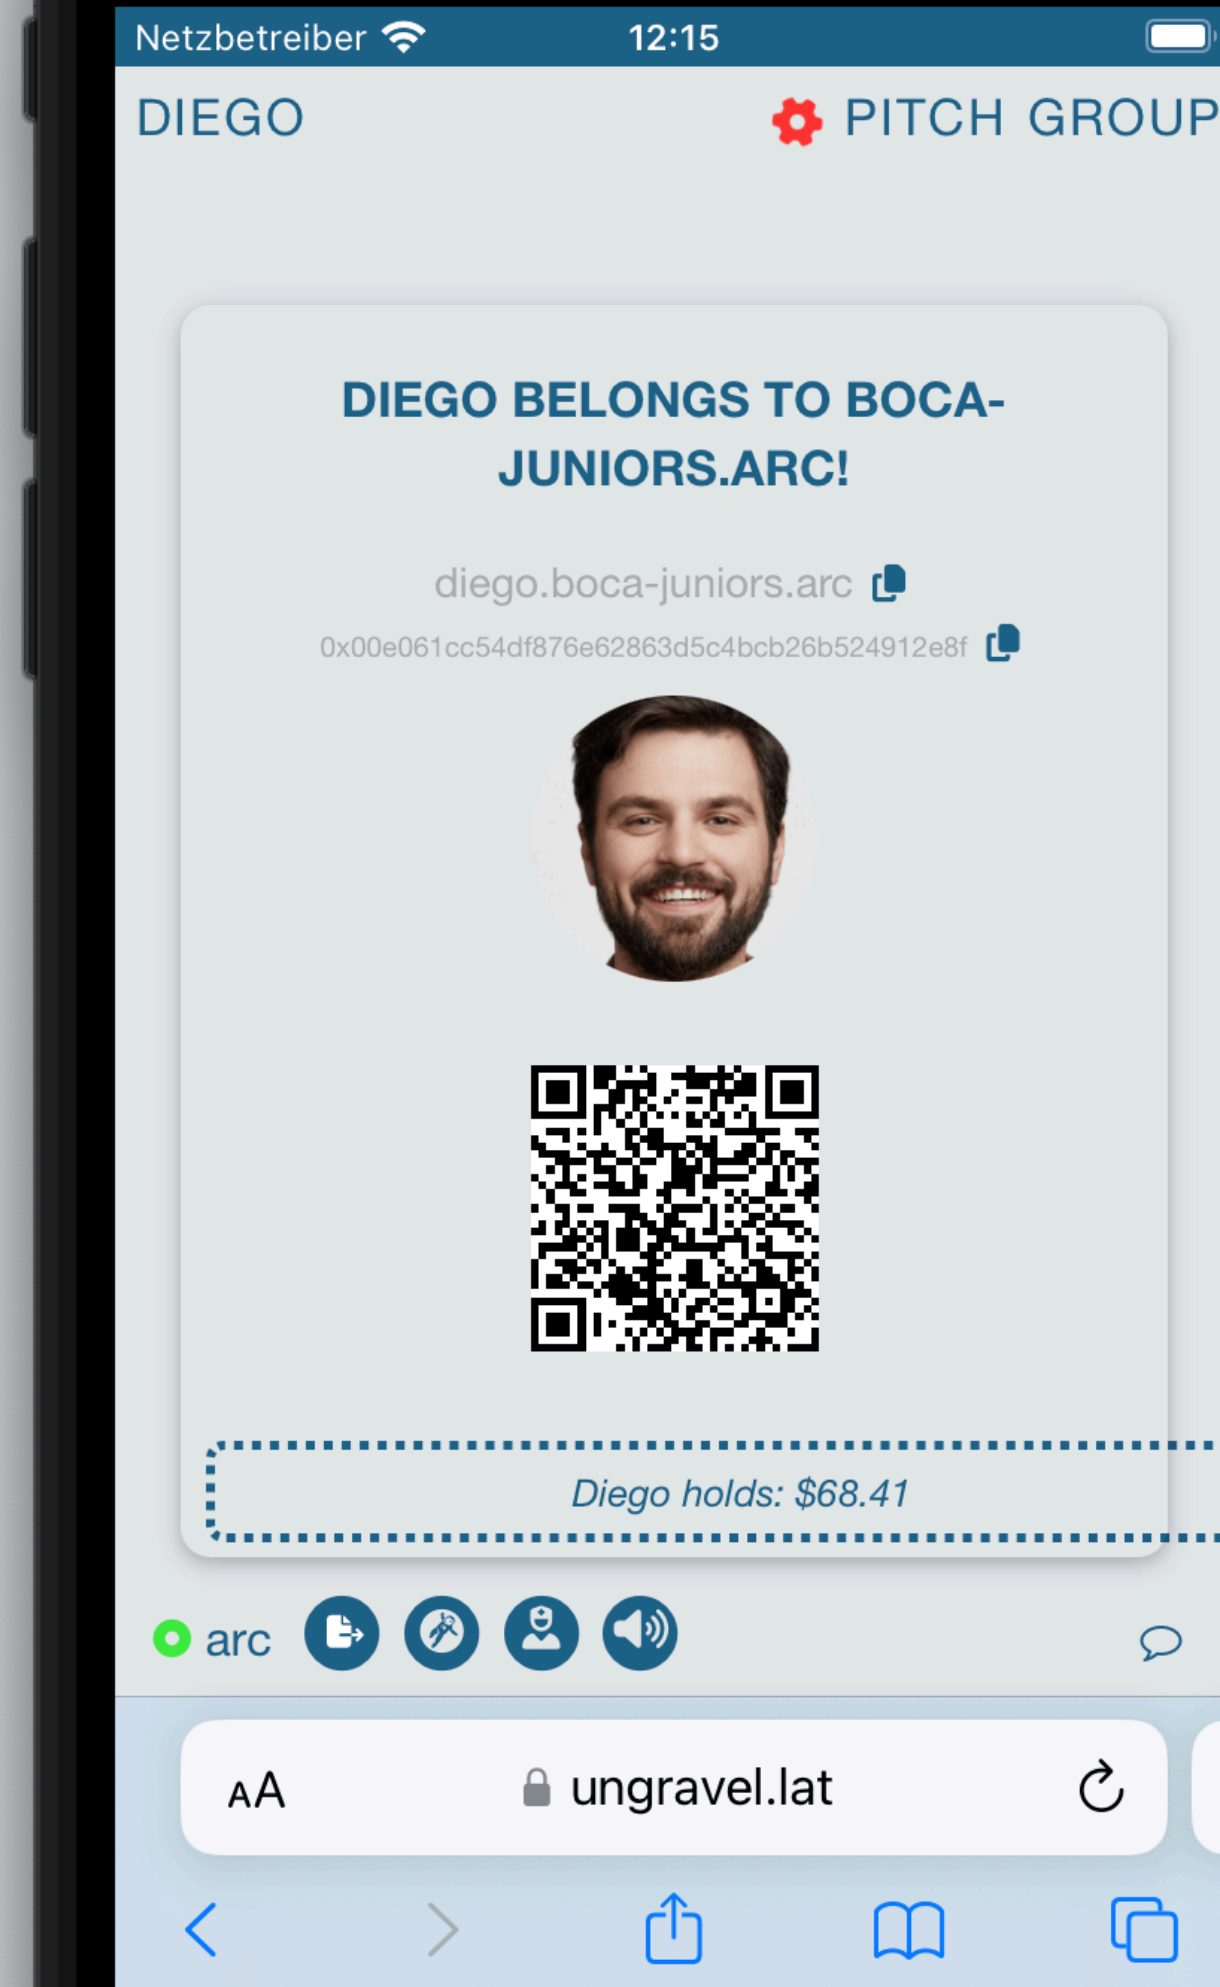 Netzbetreiber 12:15
DIEGO PITCH GROUP
DIEGO BELONGS TO BOCA-
JUNIORS.ARC!
diego.boca-juniors.arc
0x00e061cc54df876e62863d5c4bcb26b524912e8f
Diego holds: $68.41
arc
AA ungravel.lat